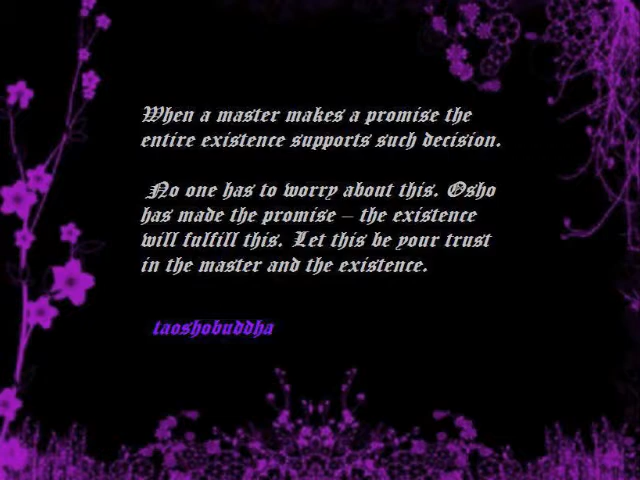 When a master makes a promise the
entire existence supports such decision.
No one has to worry about this. Osho
has made the promise – the existence
will fulfill this. Let this be your trust
in the master and the existence.
taoshobuddha